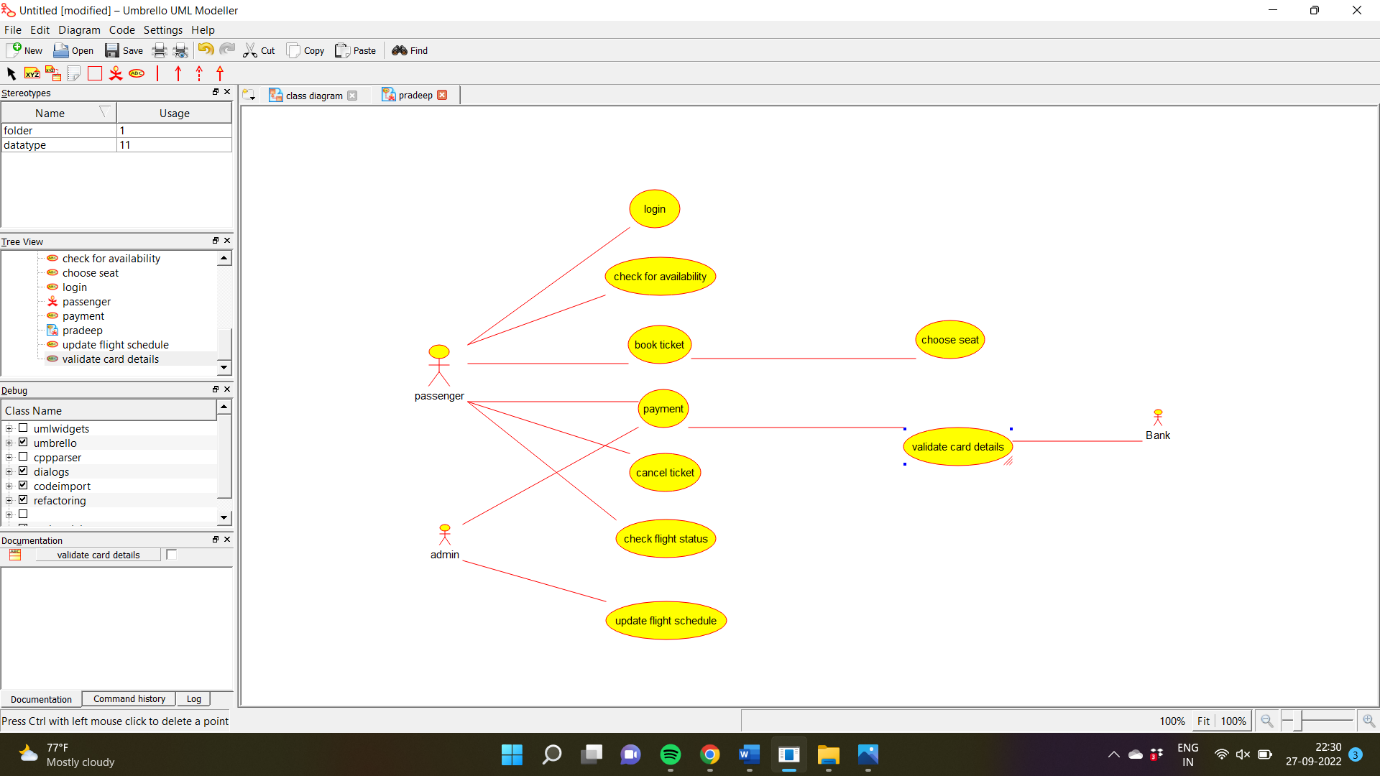 Untitled [modified] – Umbrello UML Modeller
File Edit Diagram Code Settings Help
New Open Save Cut Copy Paste Find
XYZ ABC
Stereotypes
class diagram pradeep
Name Usage
folder 1
datatype 11
Tree View
check for availability
choose seat
login
passenger
payment
pradeep
update flight schedule
validate card details
Debug
Class Name
umlwidgets
umbrello
cppparser
dialogs
codeimport
refactoring
Documentation
validate card details
Documentation Command history Log
login
check for availability
book ticket
choose seat
passenger
payment
Bank
validate card details
cancel ticket
check flight status
admin
update flight schedule
Press Ctrl with left mouse click to delete a point
100% Fit 100%
77°F
Mostly cloudy
ENG
IN
22:30
27-09-2022
3